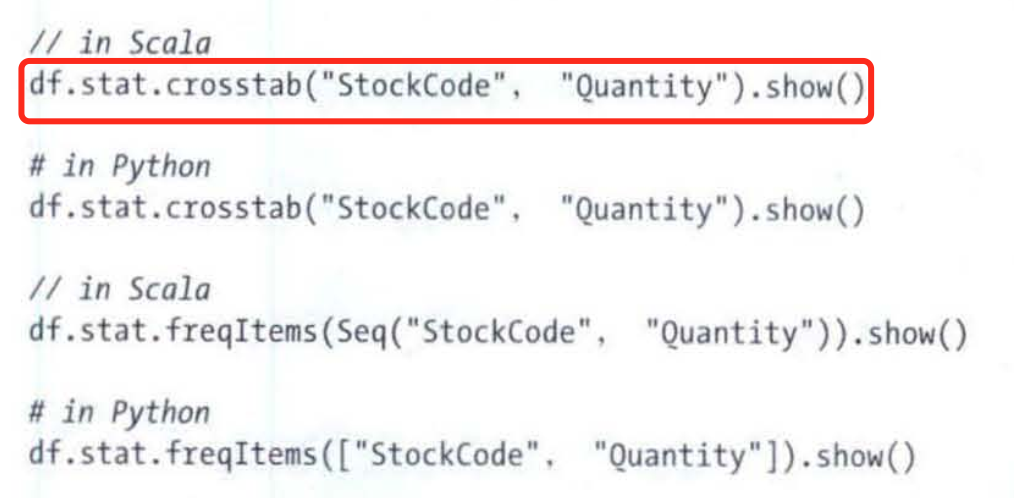 // in Scala
df.stat.crosstab("StockCode", "Quantity").show()
# in Python
df.stat.crosstab("StockCode", "Quantity").show()
// in Scala
df.stat.freqItems(Seq("StockCode", "Quantity")).show()
# in Python
df.stat.freqItems(["StockCode", "Quantity"]).show()